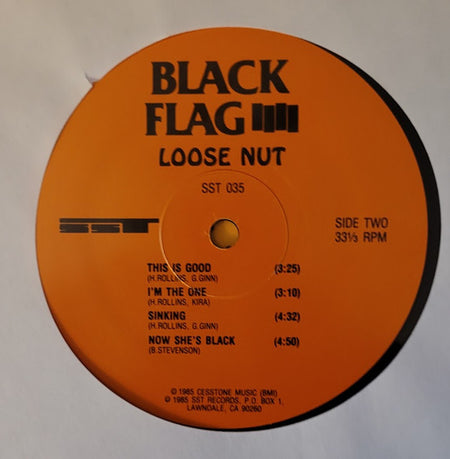 BLACK
FLAG
LOOSE NUT
SST 035
SST
SIDE TWO
33⅓ RPM
THIS IS GOOD (3:25)
(H.ROLLINS, G.GINN)
I'M THE ONE (3:10)
(H.ROLLINS, KIRA)
SINKING (4:32)
(H.ROLLINS, G.GINN)
NOW SHE'S BLACK (4:50)
(B.STEVENSON)
© 1985 CESSTONE MUSIC (BMI)
℗ 1985 SST RECORDS, P.O. BOX 1,
LAWNDALE, CA 90260